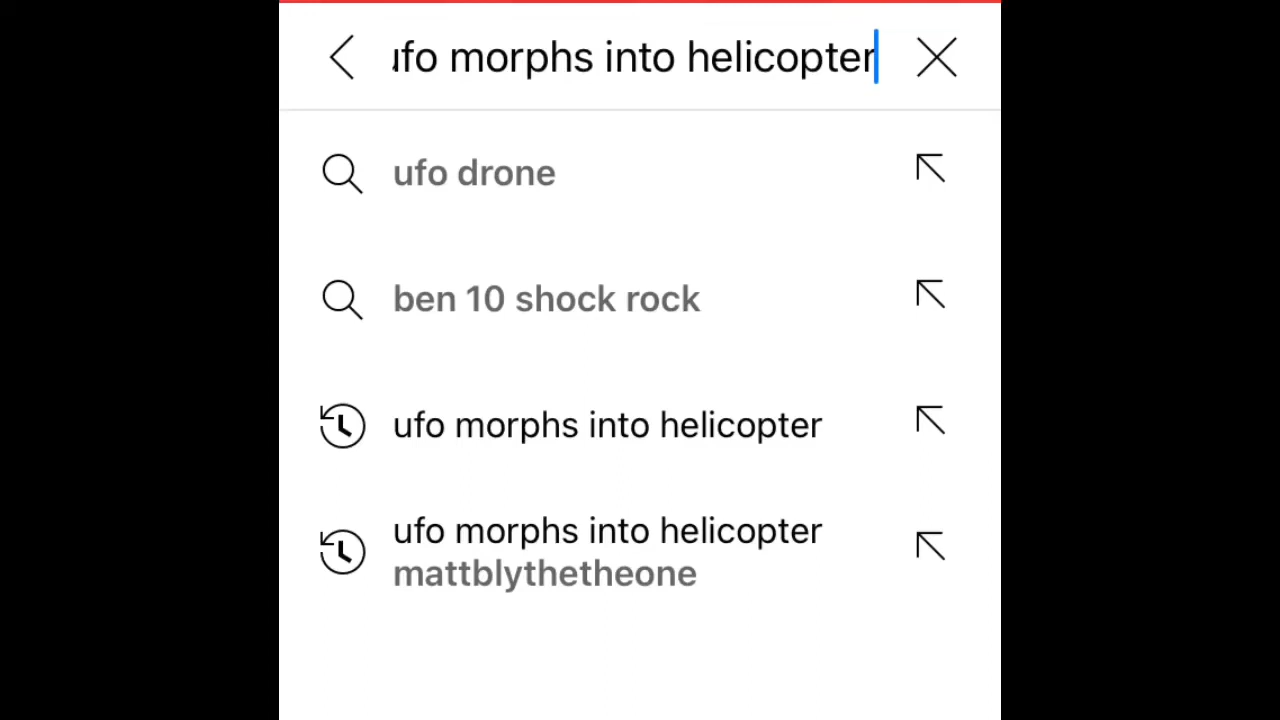 ufo morphs into helicopter
ufo drone
ben 10 shock rock
ufo morphs into helicopter
ufo morphs into helicopter
mattblythetheone